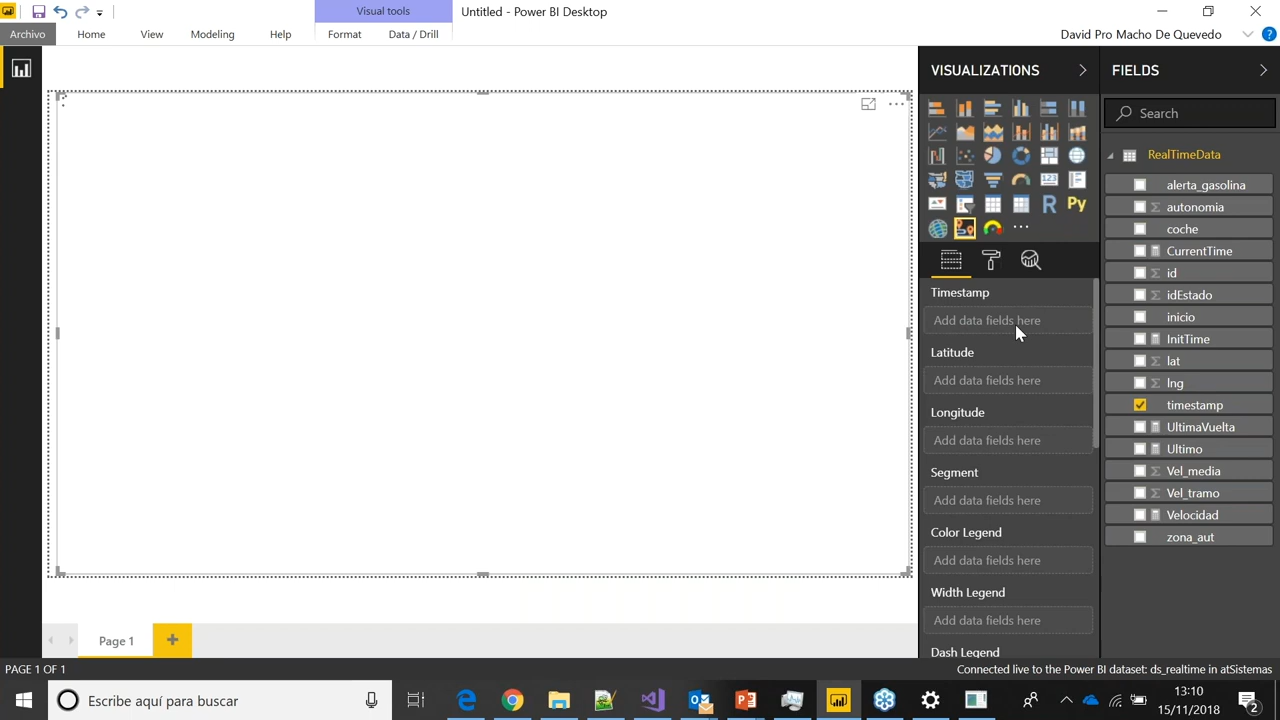 Visual tools
Untitled - Power BI Desktop
Archivo
Home
View
Modeling
Help
Format
Data / Drill
David Pro Macho De Quevedo
?
VISUALIZATIONS
FIELDS
Search
RealTimeData
123
R
Py
alerta_gasolina
autonomia
coche
CurrentTime
id
idEstado
inicio
InitTime
lat
lng
timestamp
UltimaVuelta
Ultimo
Vel_media
Vel_tramo
Velocidad
zona_aut
Timestamp
Add data fields here
Latitude
Add data fields here
Longitude
Add data fields here
Segment
Add data fields here
Color Legend
Add data fields here
Width Legend
Add data fields here
Dash Legend
Page 1
PAGE 1 OF 1
Connected live to the Power BI dataset: ds_realtime in atSistemas
Escribe aquí para buscar
13:10
15/11/2018
2